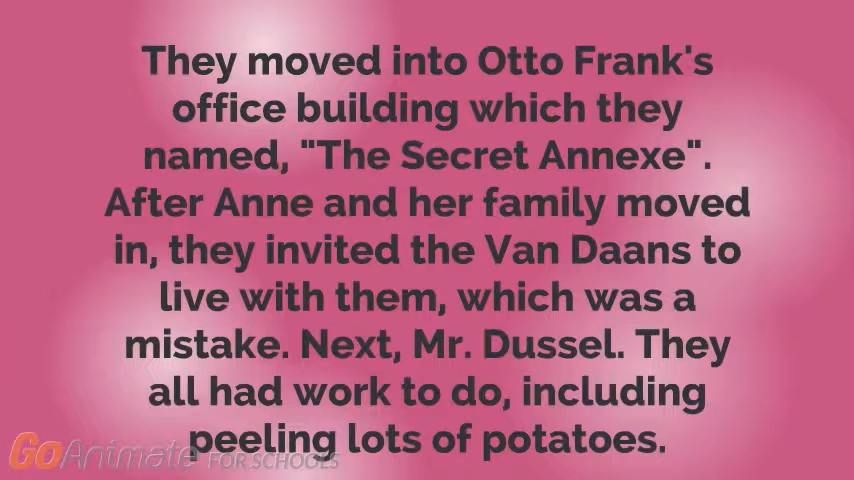 They moved into Otto Frank's
office building which they
named, "The Secret Annexe".
After Anne and her family moved
in, they invited the Van Daans to
live with them, which was a
mistake. Next, Mr. Dussel. They
all had work to do, including
peeling lots of potatoes.
GoAnimate FOR SCHOOLS